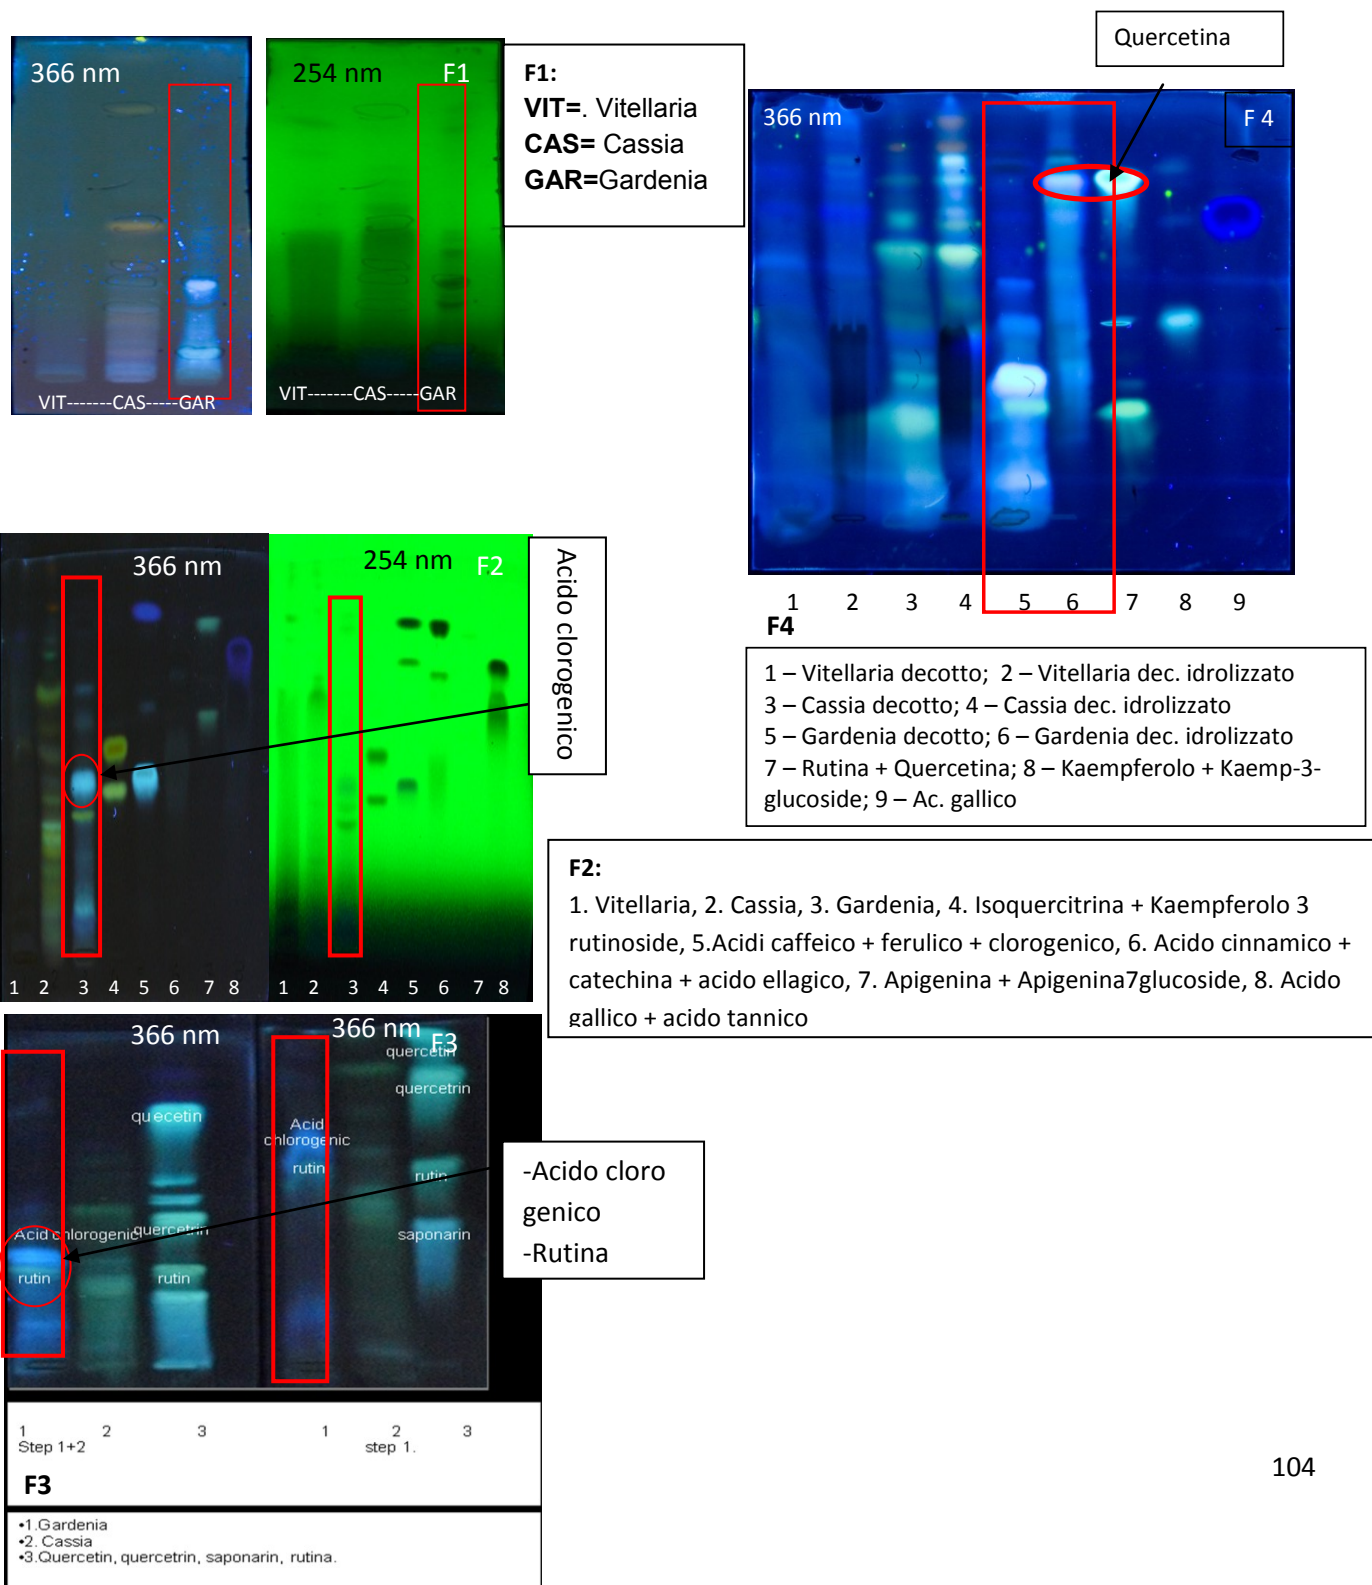 366 nm
254 nm
F1
VIT-------CAS-----GAR
VIT-------CAS-----GAR
F1:
VIT=. Vitellaria
CAS= Cassia
GAR=Gardenia
Quercetina
366 nm
F 4
1 2 3 4 5 6 7 8 9
F4
1 – Vitellaria decotto; 2 – Vitellaria dec. idrolizzato
3 – Cassia decotto; 4 – Cassia dec. idrolizzato
5 – Gardenia decotto; 6 – Gardenia dec. idrolizzato
7 – Rutina + Quercetina; 8 – Kaempferolo + Kaemp-3-
glucoside; 9 – Ac. gallico
366 nm
254 nm
F2
Acido clorogenico
1 2 3 4 5 6 7 8
1 2 3 4 5 6 7 8
F2:
1. Vitellaria, 2. Cassia, 3. Gardenia, 4. Isoquercitrina + Kaempferolo 3
rutinoside, 5.Acidi caffeico + ferulico + clorogenico, 6. Acido cinnamico +
catechina + acido ellagico, 7. Apigenina + Apigenina7glucoside, 8. Acido
gallico + acido tannico
366 nm
366 nm
F3
quecetin
Acid chlorogenic
quercetrin
rutin
rutin
quercetin
quercetrin
Acid
chlorogenic
rutin
rutin
saponarin
-Acido cloro
genico
-Rutina
1 2 3 1 2 3
Step 1+2 step 1.
F3
•1.Gardenia
•2. Cassia
•3.Quercetin, quercetrin, saponarin, rutina.
104